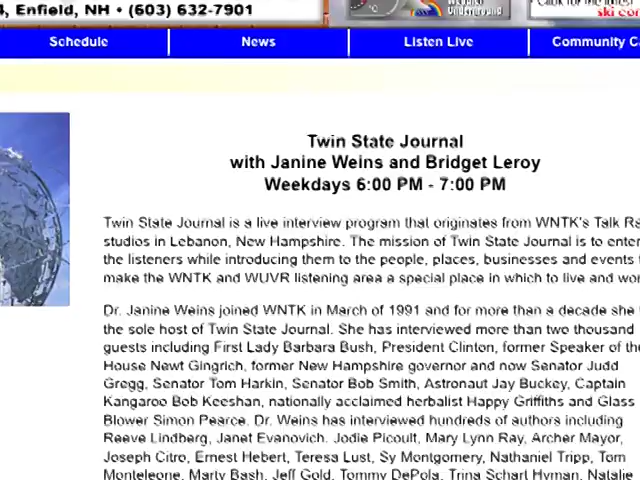 4, Enfield, NH • (603) 632-7901
Weather
Underground
Schedule
News
Listen Live
Community
Twin State Journal
with Janine Weins and Bridget Leroy
Weekdays 6:00 PM - 7:00 PM
Twin State Journal is a live interview program that originates from WNTK's Talk
studios in Lebanon, New Hampshire. The mission of Twin State Journal is to
the listeners while introducing them to the people, places, businesses and events
make the WNTK and WUVR listening area a special place in which to live and
Dr. Janine Weins joined WNTK in March of 1991 and for more than a decade she
the sole host of Twin State Journal. She has interviewed more than two thousand
guests including First Lady Barbara Bush, President Clinton, former Speaker of the
House Newt Gingrich, former New Hampshire governor and now Senator Judd
Gregg, Senator Tom Harkin, Senator Bob Smith, Astronaut Jay Buckey, Captain
Kangaroo Bob Keeshan, nationally acclaimed herbalist Happy Griffiths and Glass
Blower Simon Pearce. Dr. Weins has interviewed hundreds of authors including
Reeve Lindberg, Janet Evanovich. Jodie Picoult, Mary Lynn Ray, Archer Mayor,
Joseph Citro, Ernest Hebert, Teresa Lust, Sy Montgomery, Nathaniel Tripp, Tom
Monteleone, Marty Bash, Jeff Gold, Tommy DePola, Trina Schart Hyman, Natalie